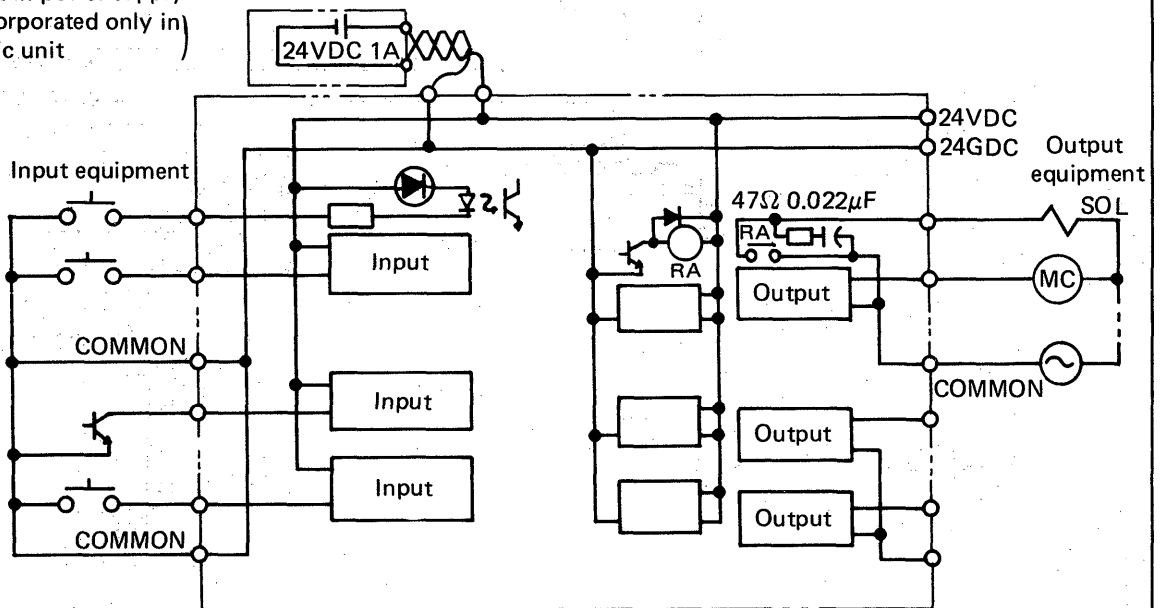 orporated only in
c unit )
24VDC 1A
24VDC
24GDC
Output
equipment
Input equipment
47Ω 0.022μF
SOL
RA
RA
Input
Output
MC
COMMON
COMMON
Input
Output
Input
Output
COMMON